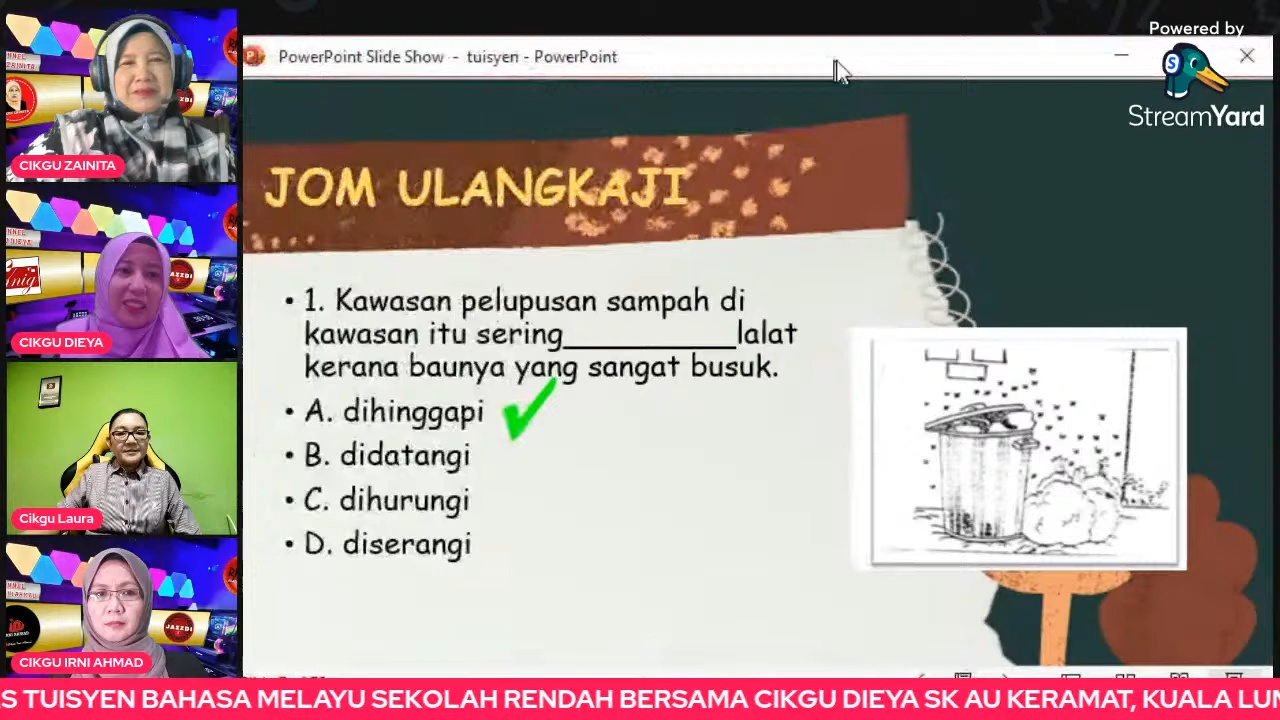 Powered by
StreamYard
PowerPoint Slide Show - tuisyen - PowerPoint
JOM ULANGKAJI
• 1. Kawasan pelupusan sampah di
kawasan itu sering__________lalat
kerana baunya yang sangat busuk.
• A. dihinggapi
• B. didatangi
• C. dihurungi
• D. diserangi
CIKGU ZAINITA
CIKGU DIEYA
JAZZDI
Cikgu Laura
JAZZDI
CIKGU IRNI AHMAD
S TUISYEN BAHASA MELAYU SEKOLAH RENDAH BERSAMA CIKGU DIEYA SK AU KERAMAT, KUALA LUM